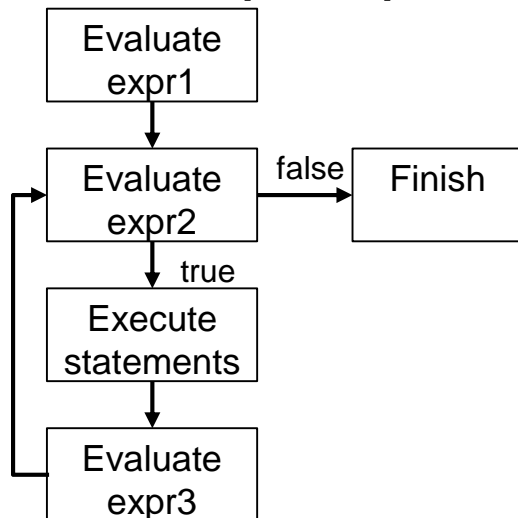 Evaluate
expr1
Evaluate
expr2
false
Finish
true
Execute
statements
Evaluate
expr3